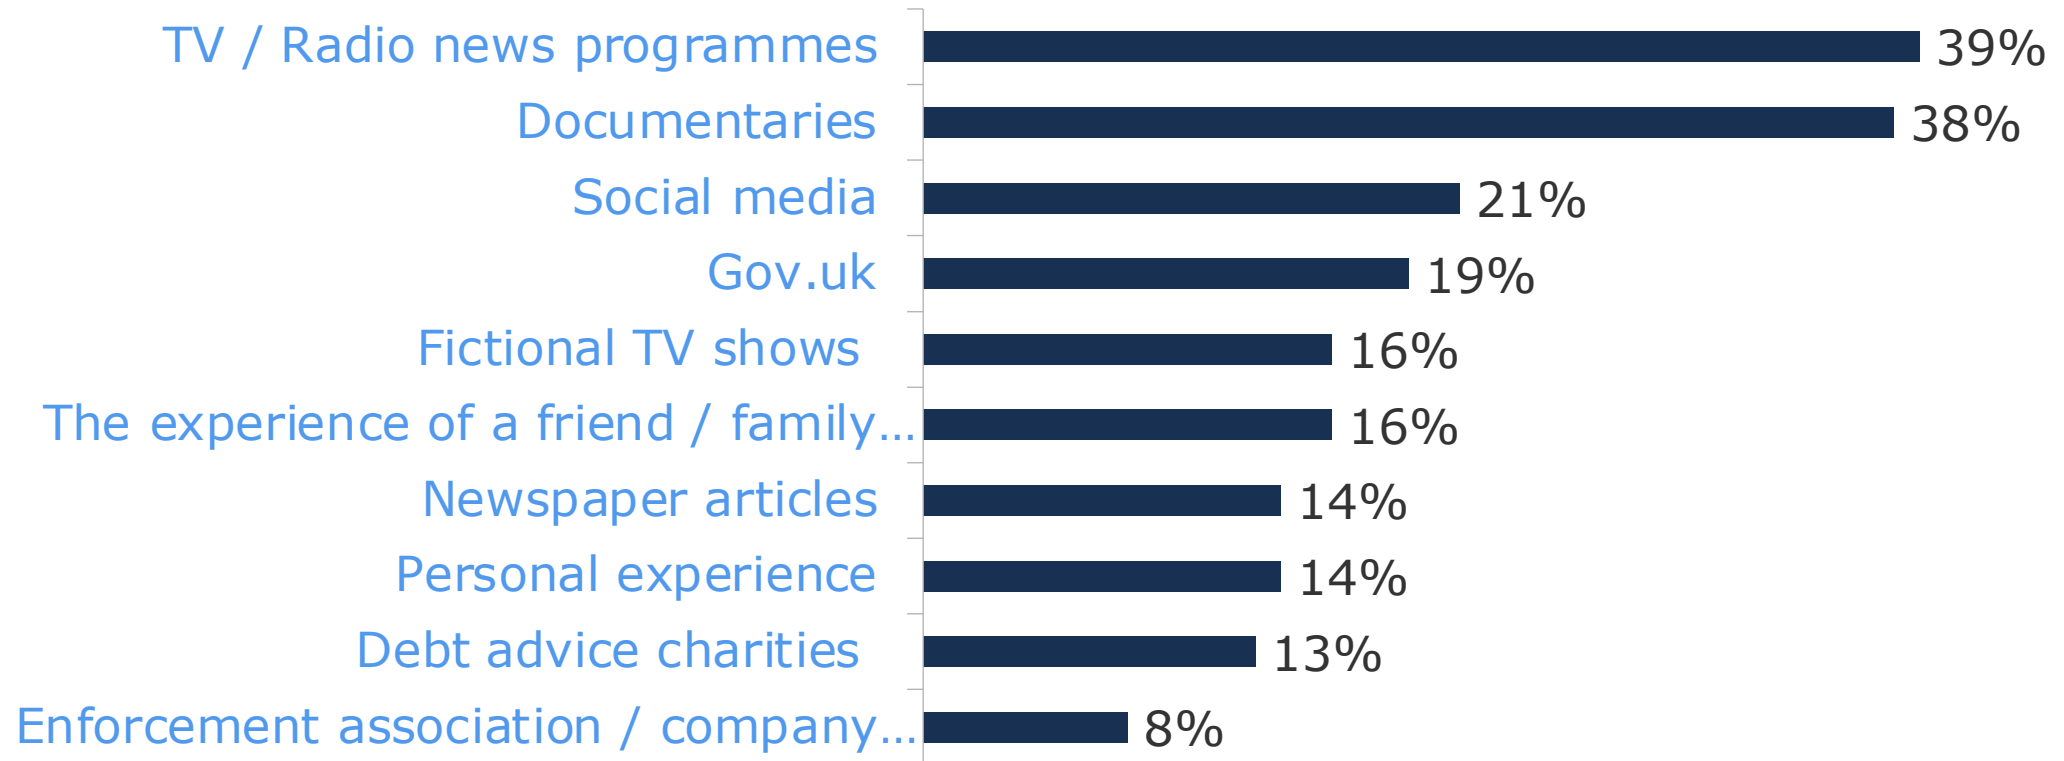 TV / Radio news programmes 39%
Documentaries 38%
Social media 21%
Gov.uk 19%
Fictional TV shows 16%
The experience of a friend / family... 16%
Newspaper articles 14%
Personal experience 14%
Debt advice charities 13%
Enforcement association / company... 8%